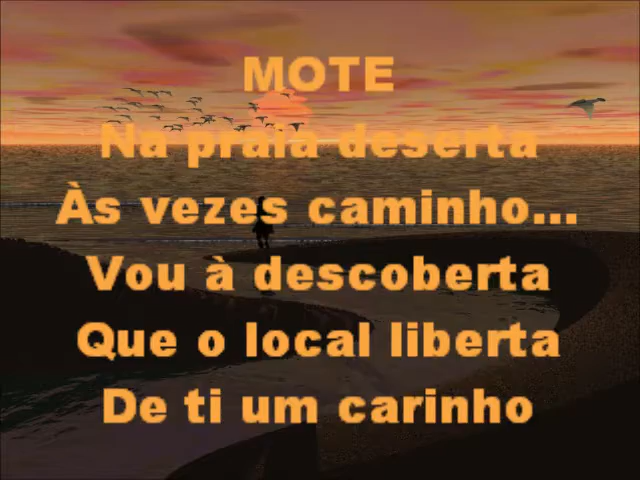 MOTE
Na praia deserta
Às vezes caminho...
Vou à descoberta
Que o local liberta
De ti um carinho